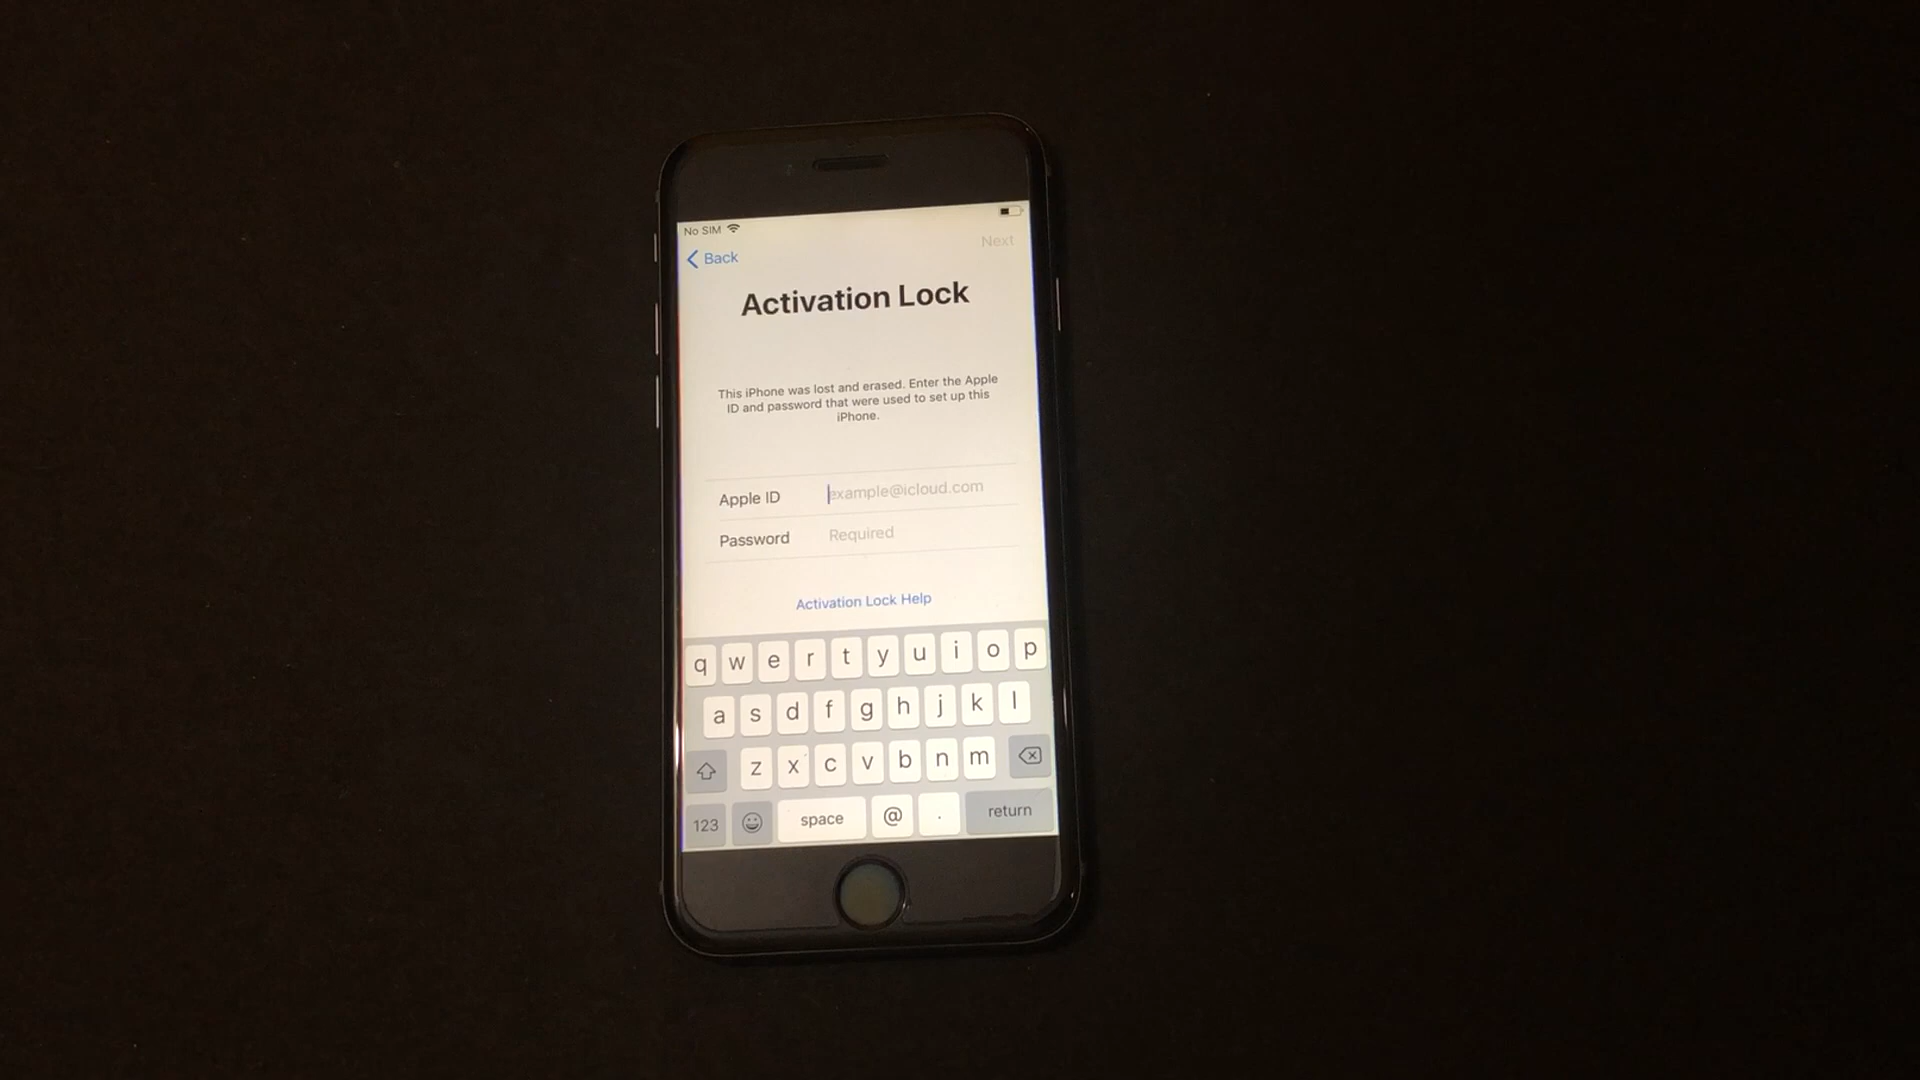 No SIM
Next
Back
Activation Lock
This iPhone was lost and erased. Enter the Apple
ID and password that were used to set up this
iPhone.
Apple ID example@icloud.com
Password Required
Activation Lock Help
q w e r t y u i o p
a s d f g h j k l
z x c v b n m
123 space @ . return